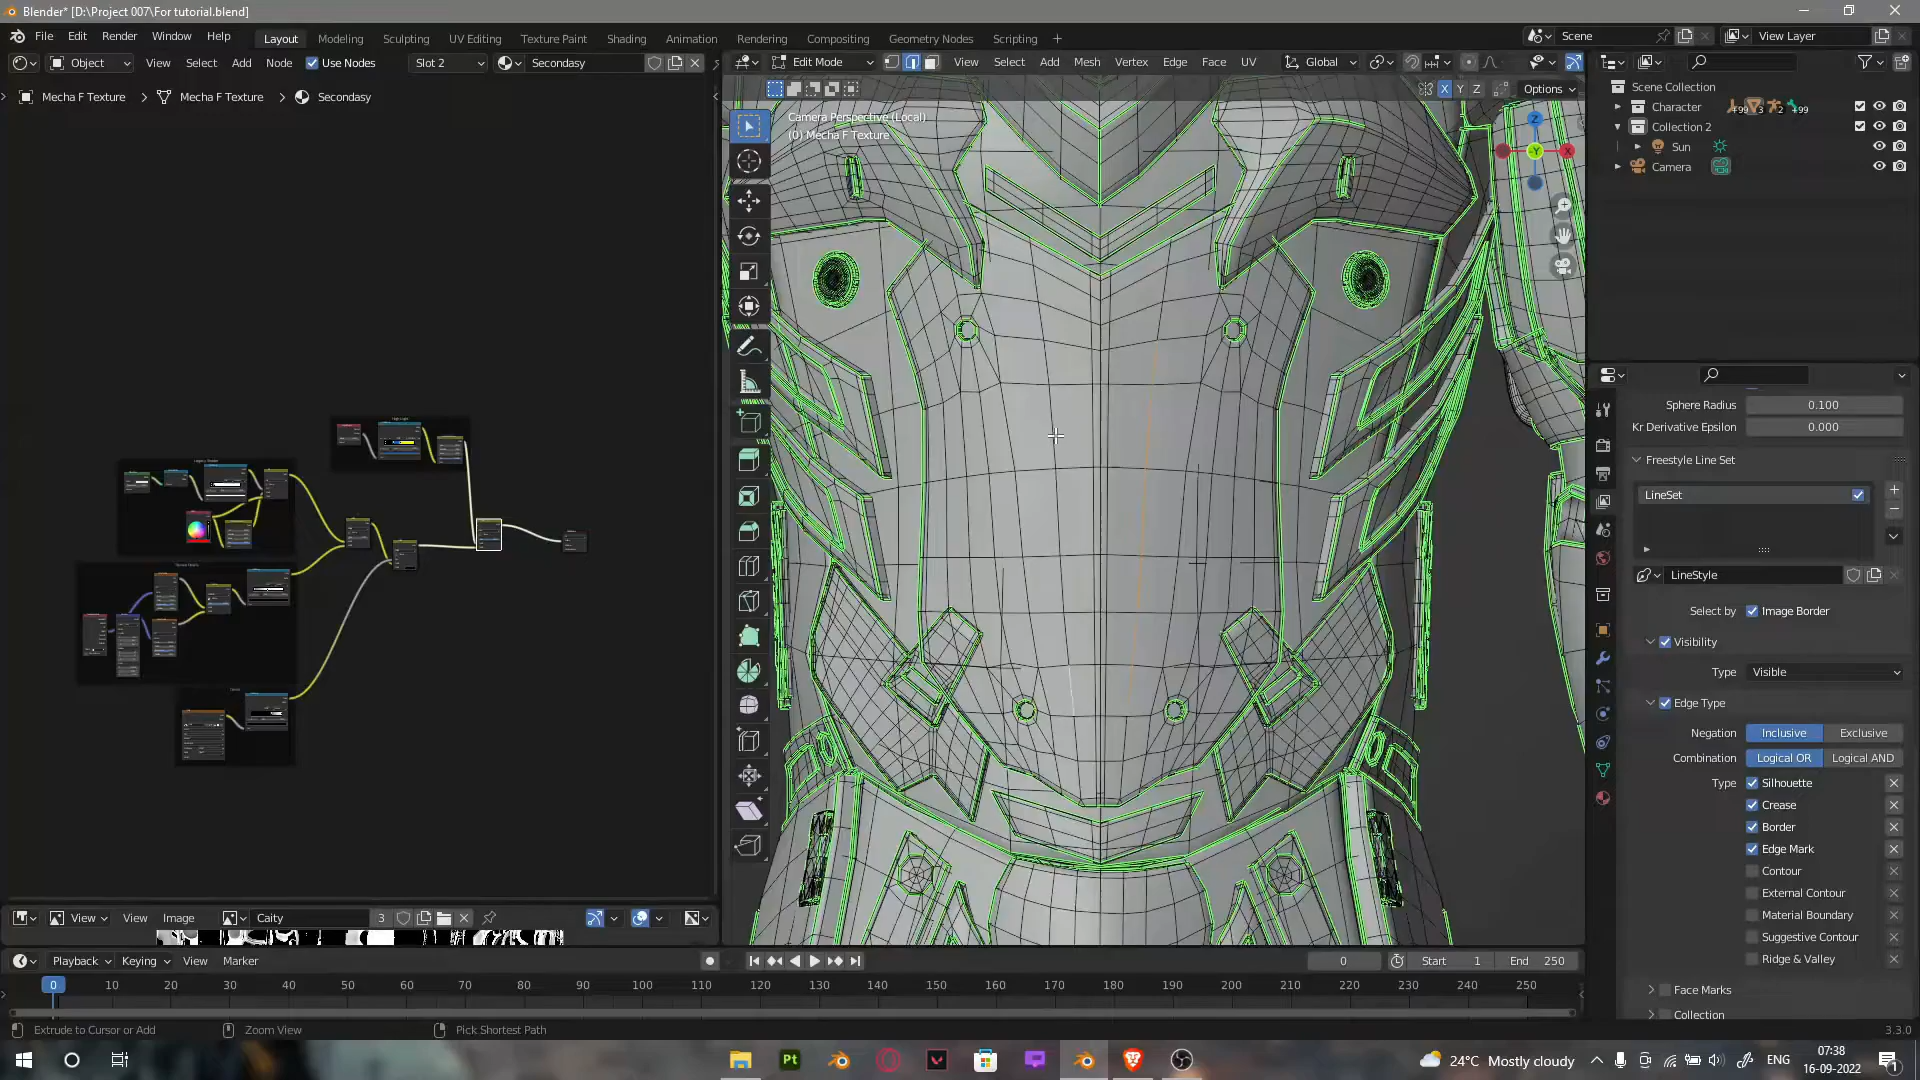 Blender* [D:\Project 007\For tutorial.blend]
File Edit Render Window Help Layout Modeling Sculpting UV Editing Texture Paint Shading Animation Rendering Compositing Geometry Nodes Scripting + Scene View Layer
Object View Select Add Node Use Nodes Slot 2 Secondasy
Mecha F Texture > Mecha F Texture > Secondasy
Edit Mode View Select Add Mesh Vertex Edge Face UV Global
X Y Z Options
Camera Perspective (Local)
(0) Mecha F Texture
Z
-Y X
Scene Collection
Character +99 3 2 +99
Collection 2
Sun
Camera
Sphere Radius 0.100
Kr Derivative Epsilon 0.000
Freestyle Line Set
LineSet
LineStyle
Select by Image Border
Visibility
Type Visible
Edge Type
Negation Inclusive Exclusive
Combination Logical OR Logical AND
Type Silhouette
Crease
Border
Edge Mark
Contour
External Contour
Material Boundary
Suggestive Contour
Ridge & Valley
Face Marks
Collection
View View Image Caity 3
Playback Keying View Marker 0 Start 1 End 250
0 10 20 30 40 50 60 70 80 90 100 110 120 130 140 150 160 170 180 190 200 210 220 230 240 250
Extrude to Cursor or Add Zoom View Pick Shortest Path 3.3.0
Pt 24°C Mostly cloudy ENG 07:38
16-09-2022 1